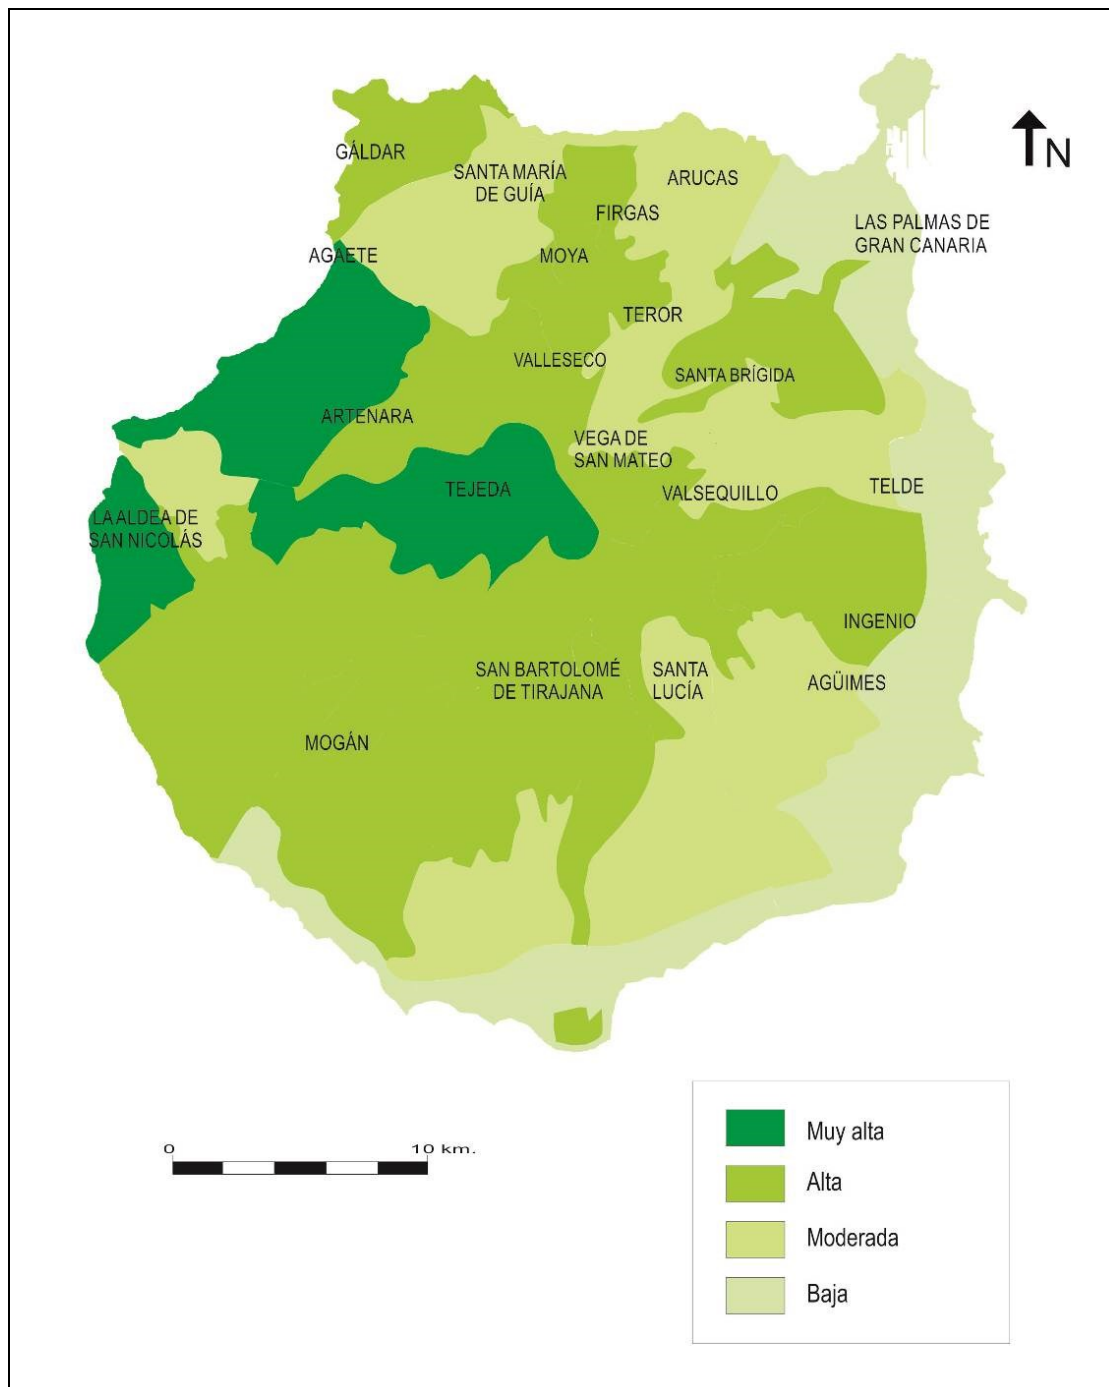 N
GÁLDAR
SANTA MARÍA
DE GUÍA
ARUCAS
FIRGAS
LAS PALMAS DE
GRAN CANARIA
AGAETE
MOYA
TEROR
VALLESECO
SANTA BRÍGIDA
ARTENARA
VEGA DE
SAN MATEO
TEJEDA
VALSEQUILLO
TELDE
LA ALDEA DE
SAN NICOLÁS
INGENIO
SAN BARTOLOMÉ
DE TIRAJANA
SANTA
LUCÍA
AGÜIMES
MOGÁN
0
10 km.
Muy alta
Alta
Moderada
Baja